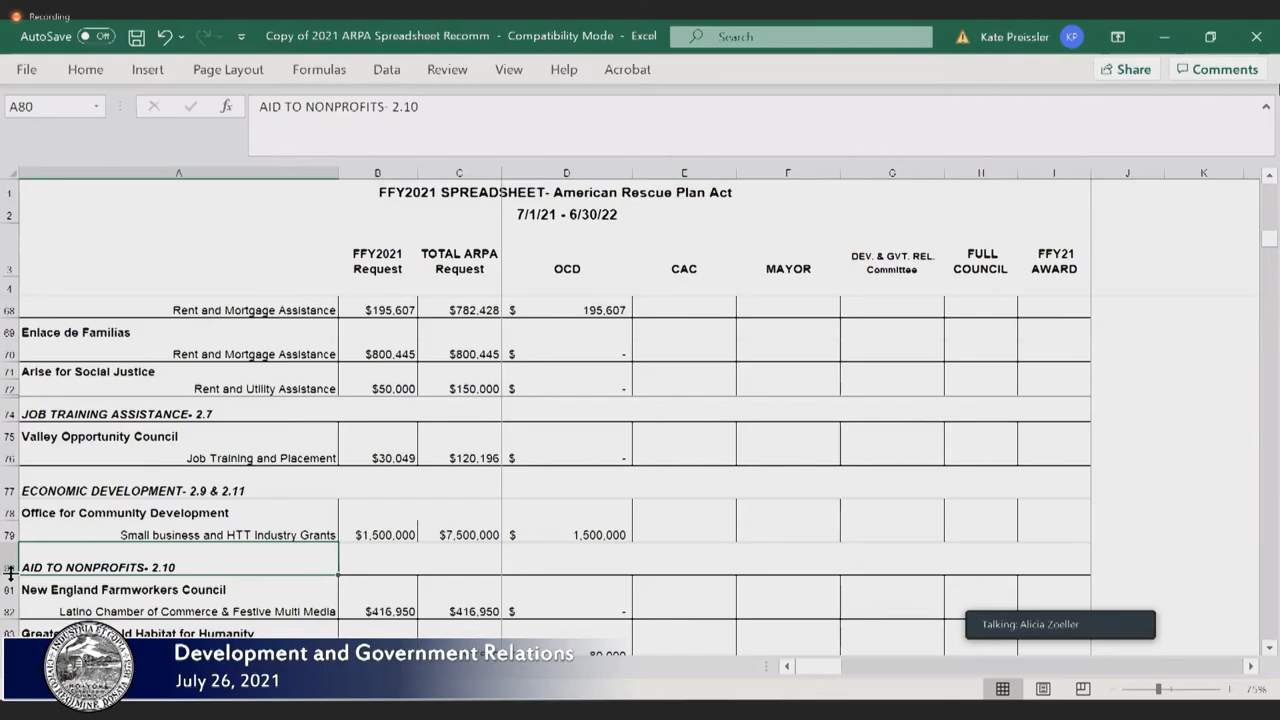 Recording
AutoSave Off Copy of 2021 ARPA Spreadsheet Recomm - Compatibility Mode - Excel Search Kate Preissler KP
File Home Insert Page Layout Formulas Data Review View Help Acrobat Share Comments
A80 fx AID TO NONPROFITS- 2.10
A B C D E F G H I J K
1 FFY2021 SPREADSHEET- American Rescue Plan Act
2 7/1/21 - 6/30/22
FFY2021 TOTAL ARPA DEV. & GVT. REL. FULL FFY21
3 Request Request OCD CAC MAYOR Committee COUNCIL AWARD
4
68 Rent and Mortgage Assistance $195,607 $782,428 $ 195,607
69 Enlace de Familias
70 Rent and Mortgage Assistance $800,445 $800,445 $ -
71 Arise for Social Justice
72 Rent and Utility Assistance $50,000 $150,000 $ -
74 JOB TRAINING ASSISTANCE- 2.7
75 Valley Opportunity Council
76 Job Training and Placement $30,049 $120,196 $ -
77 ECONOMIC DEVELOPMENT- 2.9 & 2.11
78 Office for Community Development
79 Small business and HTT Industry Grants $1,500,000 $7,500,000 $ 1,500,000
AID TO NONPROFITS- 2.10
81 New England Farmworkers Council
82 Latino Chamber of Commerce & Festive Multi Media $416,950 $416,950 $ -
83 Habitat for Humanity
Talking: Alicia Zoeller
Development and Government Relations
July 26, 2021
75%